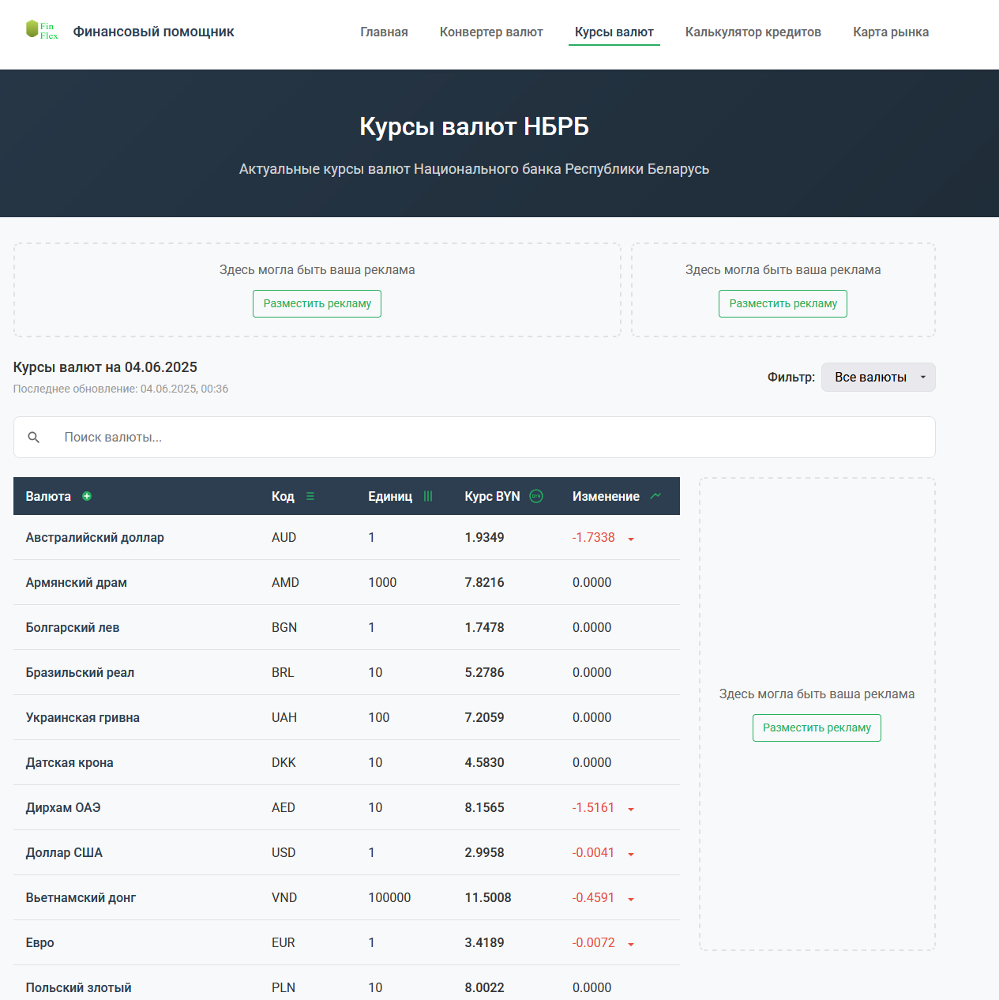 Fin
Flex
Финансовый помощник
Главная
Конвертер валют
Курсы валют
Калькулятор кредитов
Карта рынка
Курсы валют НБРБ
Актуальные курсы валют Национального банка Республики Беларусь
Здесь могла быть ваша реклама
Разместить рекламу
Здесь могла быть ваша реклама
Разместить рекламу
Курсы валют на 04.06.2025
Последнее обновление: 04.06.2025, 00:36
Фильтр:
Все валюты
Поиск валюты...
Валюта Код Единиц Курс BYN BYN Изменение
Австралийский доллар AUD 1 1.9349 -1.7338
Армянский драм AMD 1000 7.8216 0.0000
Болгарский лев BGN 1 1.7478 0.0000
Бразильский реал BRL 10 5.2786 0.0000
Украинская гривна UAH 100 7.2059 0.0000
Датская крона DKK 10 4.5830 0.0000
Дирхам ОАЭ AED 10 8.1565 -1.5161
Доллар США USD 1 2.9958 -0.0041
Вьетнамский донг VND 100000 11.5008 -0.4591
Евро EUR 1 3.4189 -0.0072
Польский злотый PLN 10 8.0022 0.0000
Здесь могла быть ваша реклама
Разместить рекламу